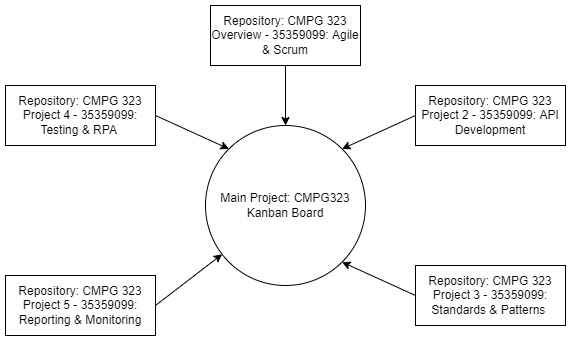 Repository: CMPG 323
Overview - 35359099: Agile
& Scrum
Repository: CMPG 323
Project 4 - 35359099:
Testing & RPA
Repository: CMPG 323
Project 2 - 35359099: API
Development
Main Project: CMPG323
Kanban Board
Repository: CMPG 323
Project 5 - 35359099:
Reporting & Monitoring
Repository: CMPG 323
Project 3 - 35359099:
Standards & Patterns